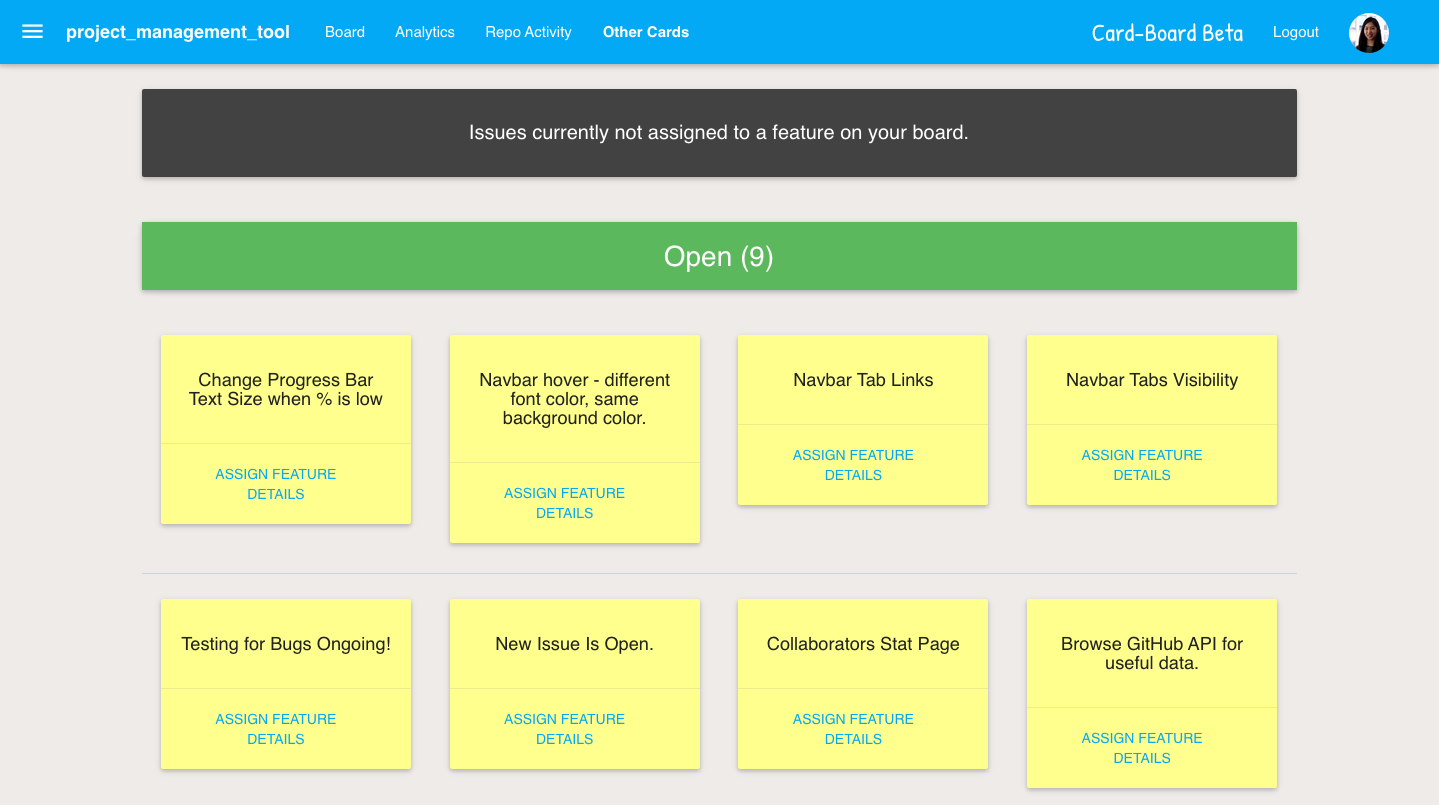 project_management_tool Board Analytics Repo Activity Other Cards Card-Board Beta Logout
Issues currently not assigned to a feature on your board.
Open (9)
Change Progress Bar
Text Size when % is low
ASSIGN FEATURE
DETAILS
Navbar hover - different
font color, same
background color.
ASSIGN FEATURE
DETAILS
Navbar Tab Links
ASSIGN FEATURE
DETAILS
Navbar Tabs Visibility
ASSIGN FEATURE
DETAILS
Testing for Bugs Ongoing!
ASSIGN FEATURE
DETAILS
New Issue Is Open.
ASSIGN FEATURE
DETAILS
Collaborators Stat Page
ASSIGN FEATURE
DETAILS
Browse GitHub API for
useful data.
ASSIGN FEATURE
DETAILS